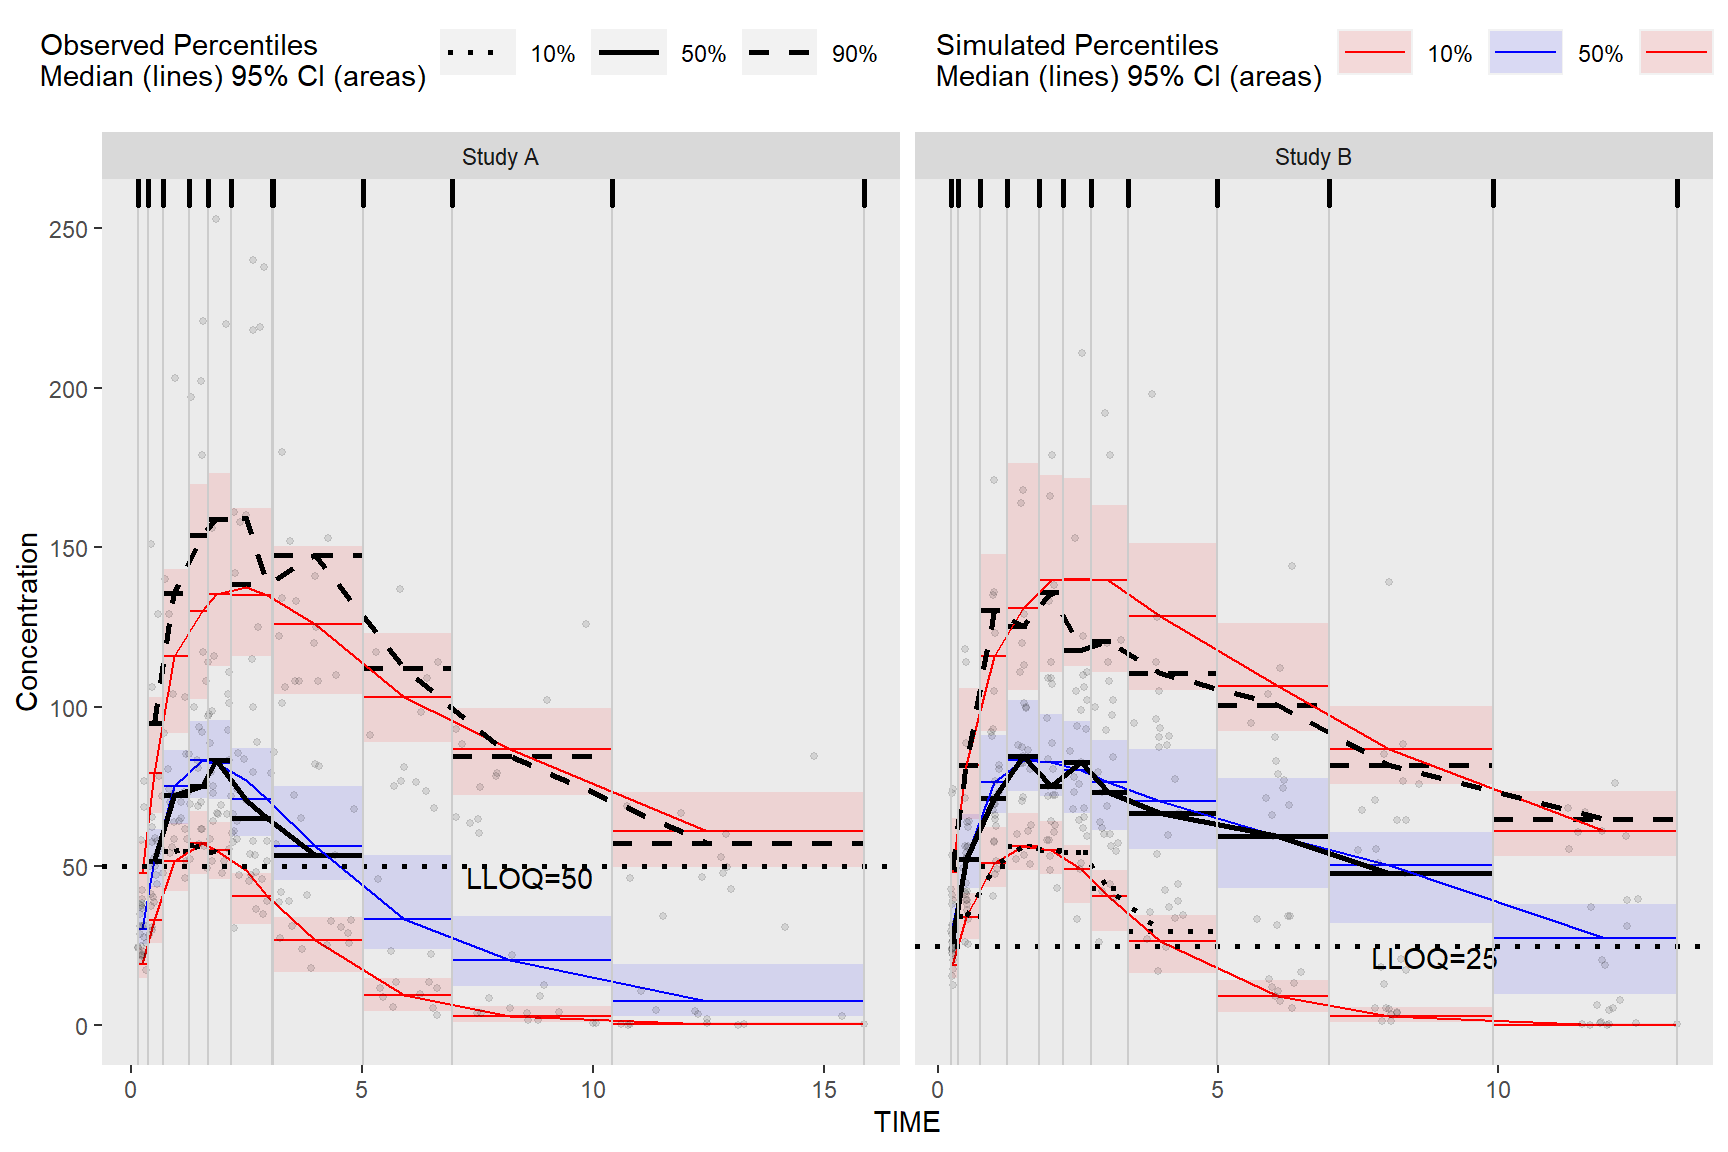 Observed Percentiles
Median (lines) 95% CI (areas)
10% 50% 90%
Simulated Percentiles
Median (lines) 95% CI (areas)
10% 50%
Study A
Study B
Concentration
250
200
150
100
50
0
LLOQ=50
LLOQ=25
0 5 10 15
0 5 10
TIME